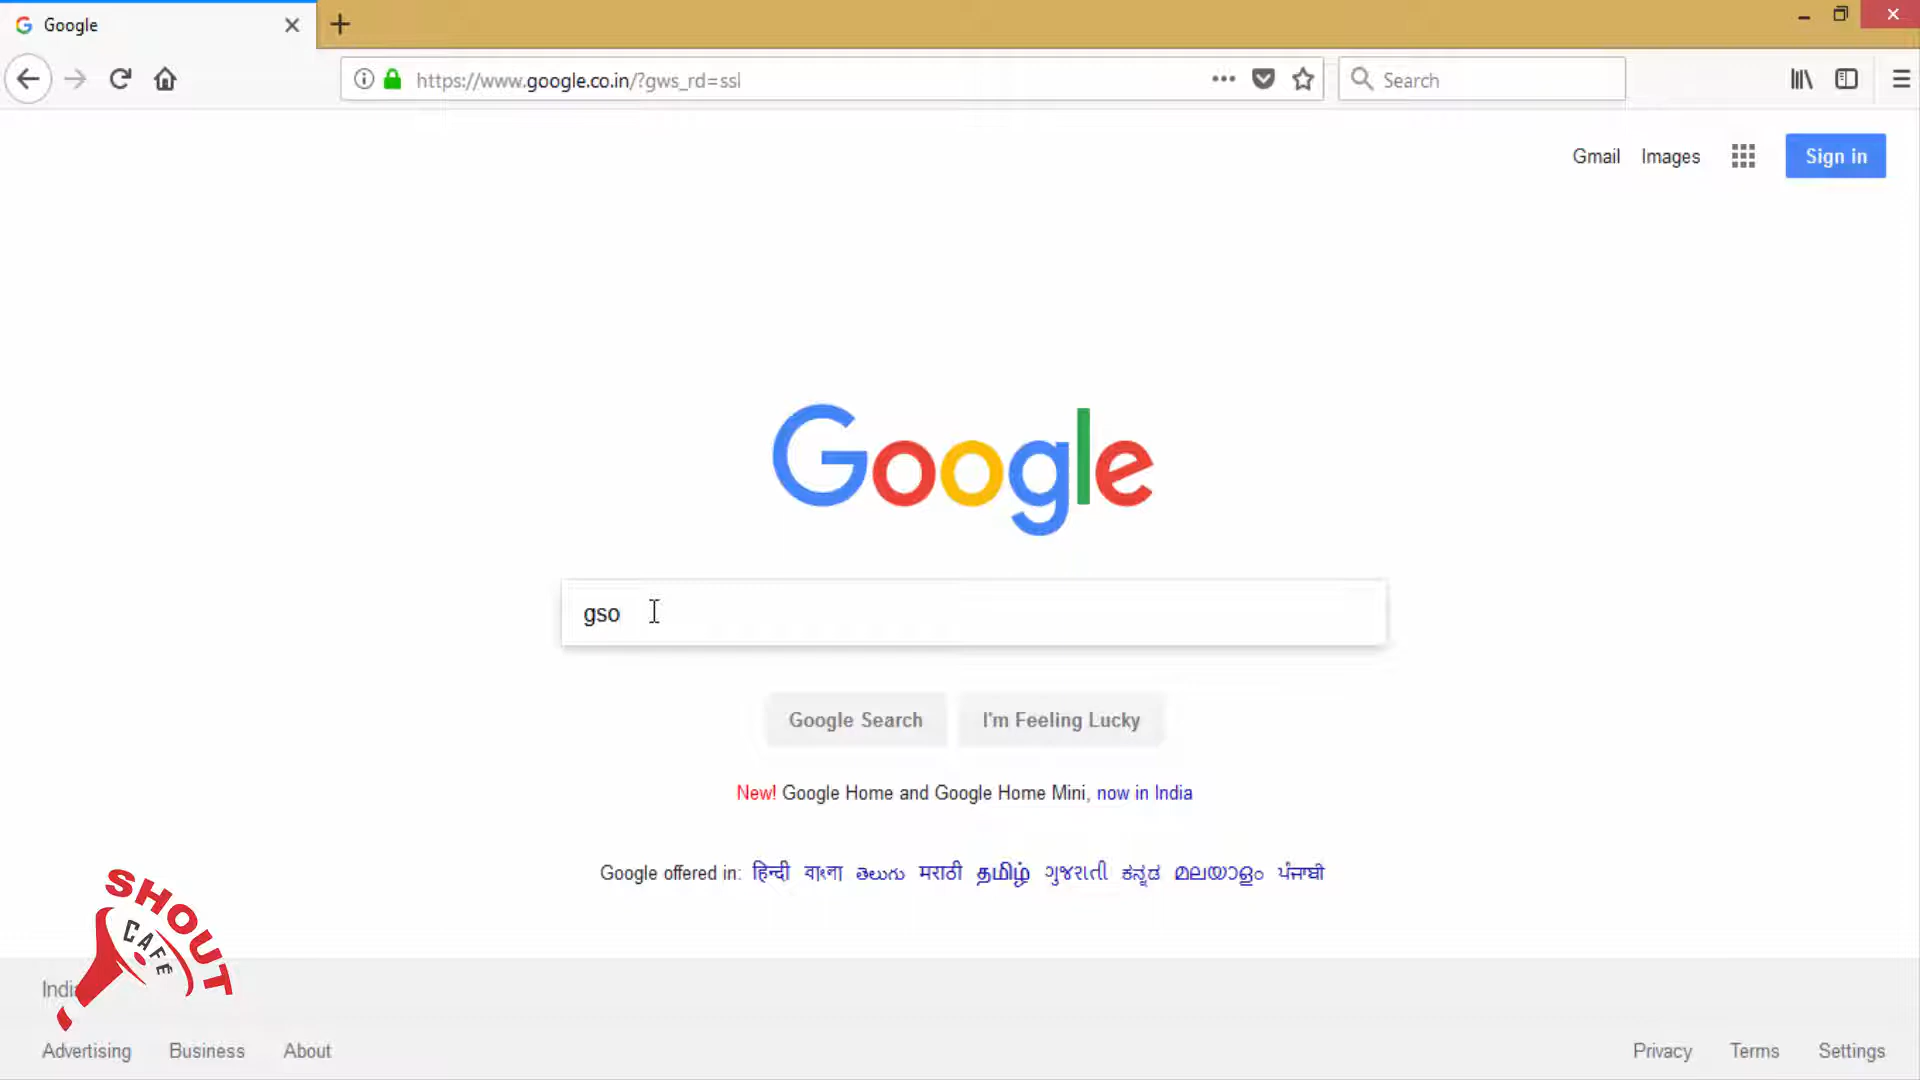 Google
https://www.google.co.in/?gws_rd=ssl
Search
Gmail Images Sign in
Google
gso
Google Search I'm Feeling Lucky
New! Google Home and Google Home Mini, now in India
Google offered in: हिन्दी বাংলা తెలుగు मराठी தமிழ் ગુજરાતી ಕನ್ನಡ മലയാളം ਪੰਜਾਬੀ
SHOUT
CAFÉ
India
Advertising Business About Privacy Terms Settings